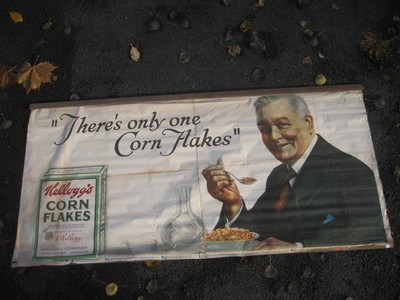 "There's only one
Corn Flakes"
Kellogg's
CORN
FLAKES